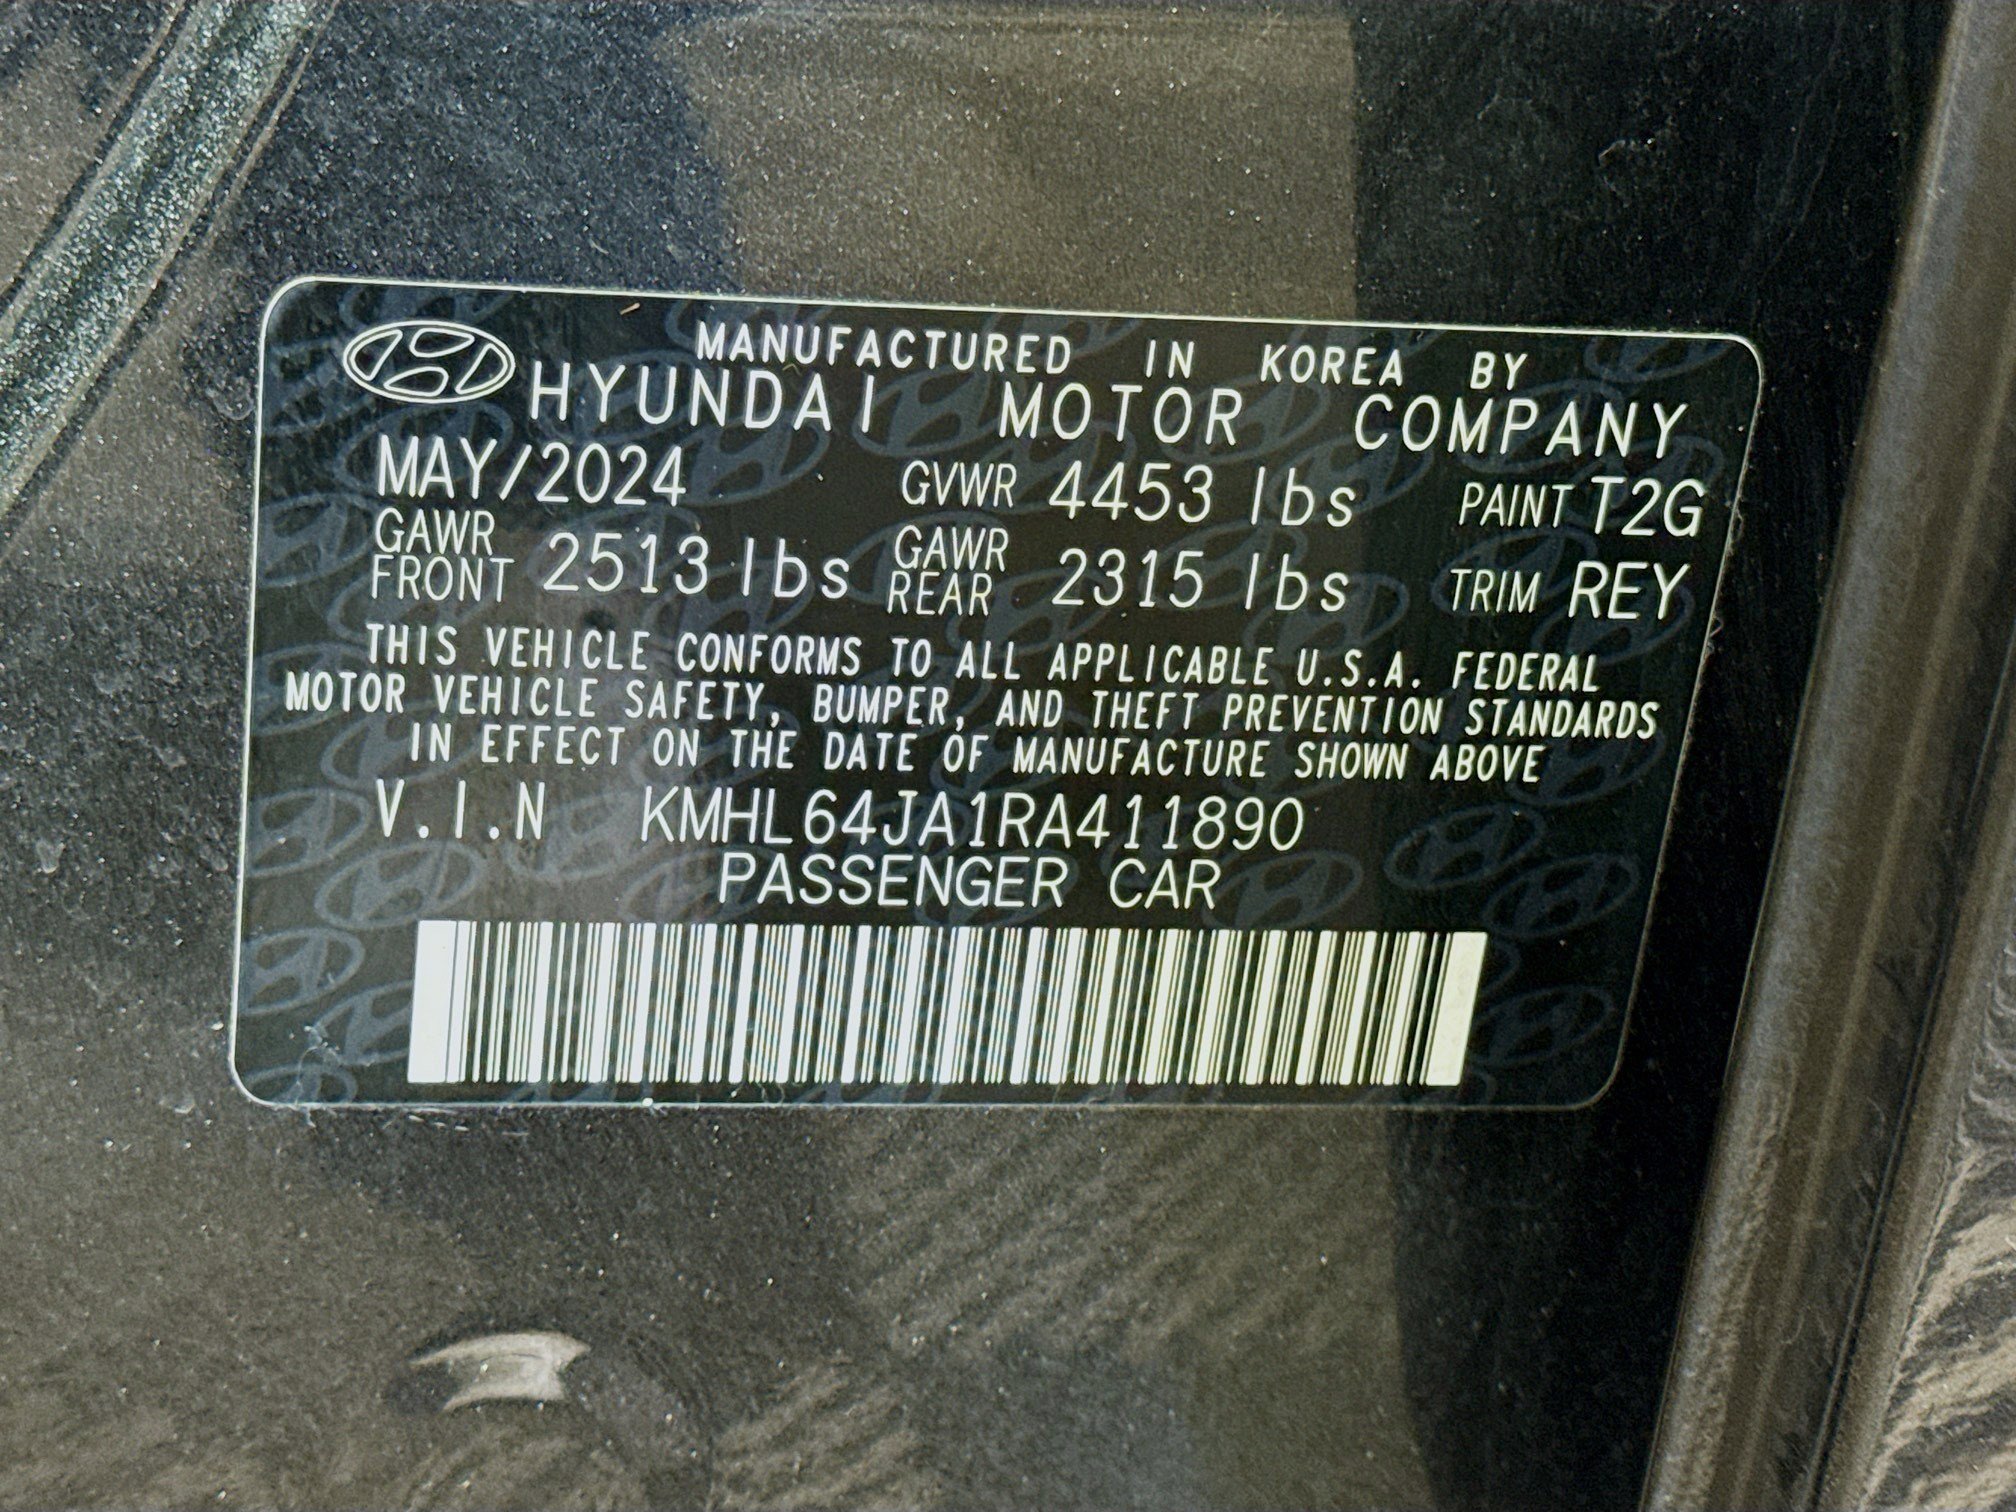 MANUFACTURED IN KOREA BY
HYUNDAI MOTOR COMPANY
MAY/2024 GVWR 4453 lbs PAINT T2G
GAWR FRONT 2513 lbs GAWR REAR 2315 lbs TRIM REY
THIS VEHICLE CONFORMS TO ALL APPLICABLE U.S.A. FEDERAL
MOTOR VEHICLE SAFETY, BUMPER, AND THEFT PREVENTION STANDARDS
IN EFFECT ON THE DATE OF MANUFACTURE SHOWN ABOVE
V.I.N KMHL64JA1RA411890
PASSENGER CAR